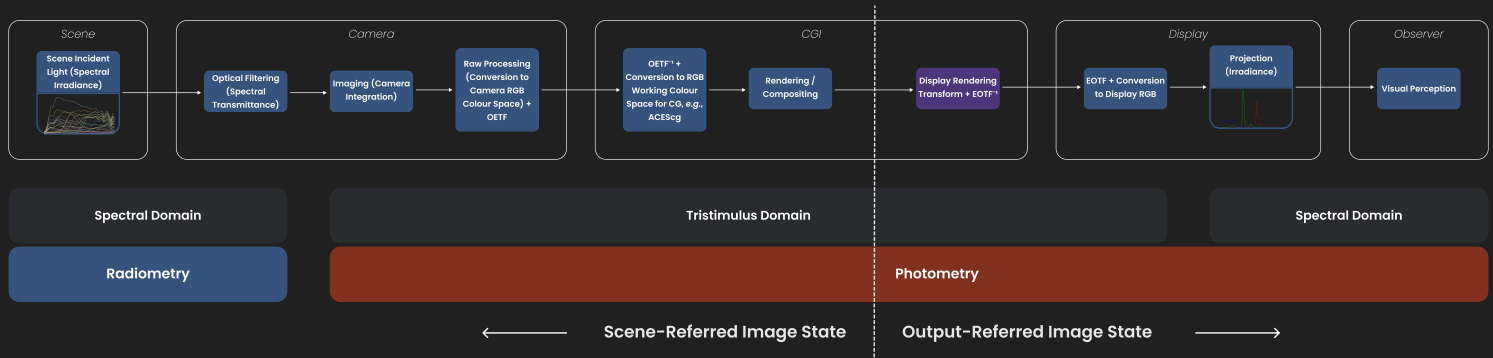 Scene
Camera
CGI
Display
Observer
Scene Incident
Light (Spectral
Irradiance)
Optical Filtering
(Spectral
Transmittance)
Imaging (Camera
Integration)
Raw Processing
(Conversion to
Camera RGB
Colour Space) +
OETF
OETF⁻¹ +
Conversion to RGB
Working Colour
Space for CG, e.g.,
ACEScg
Rendering /
Compositing
Display Rendering
Transform + EOTF⁻¹
EOTF + Conversion
to Display RGB
Projection
(Irradiance)
Visual Perception
Spectral Domain
Tristimulus Domain
Spectral Domain
Radiometry
Photometry
Scene-Referred Image State
Output-Referred Image State